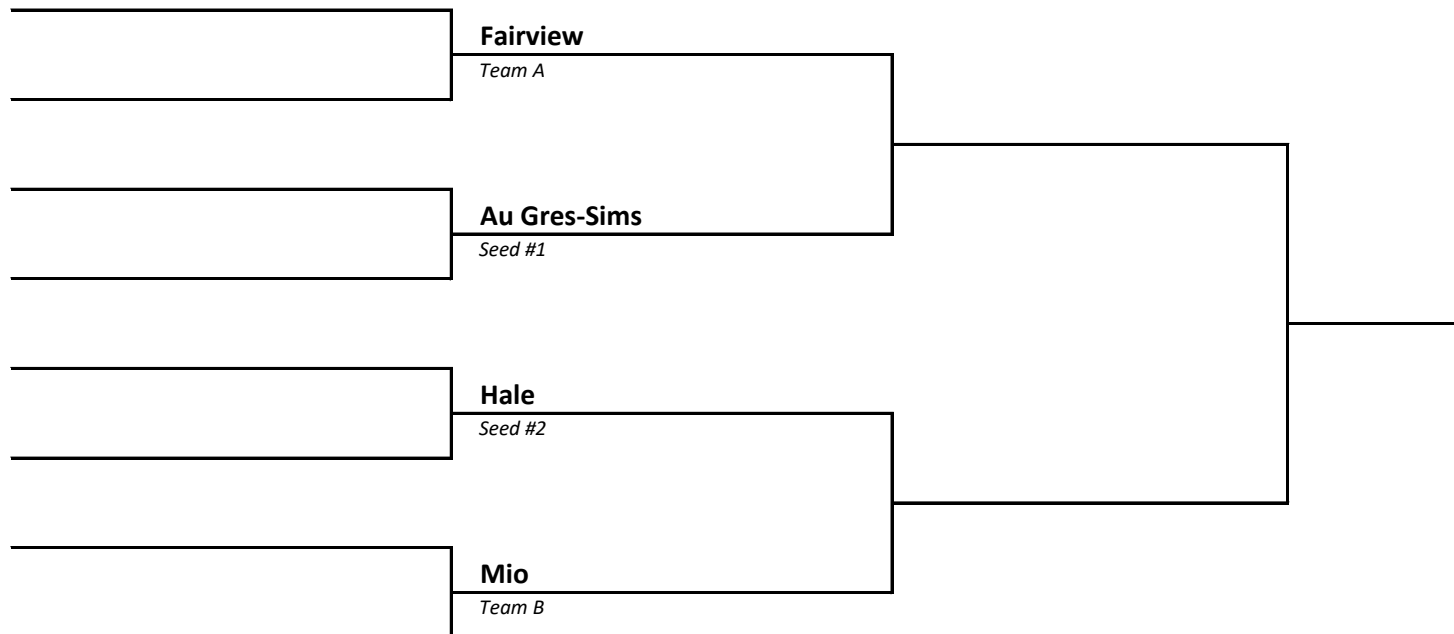 Fairview
Team A
Au Gres-Sims
Seed #1
Hale
Seed #2
Mio
Team B